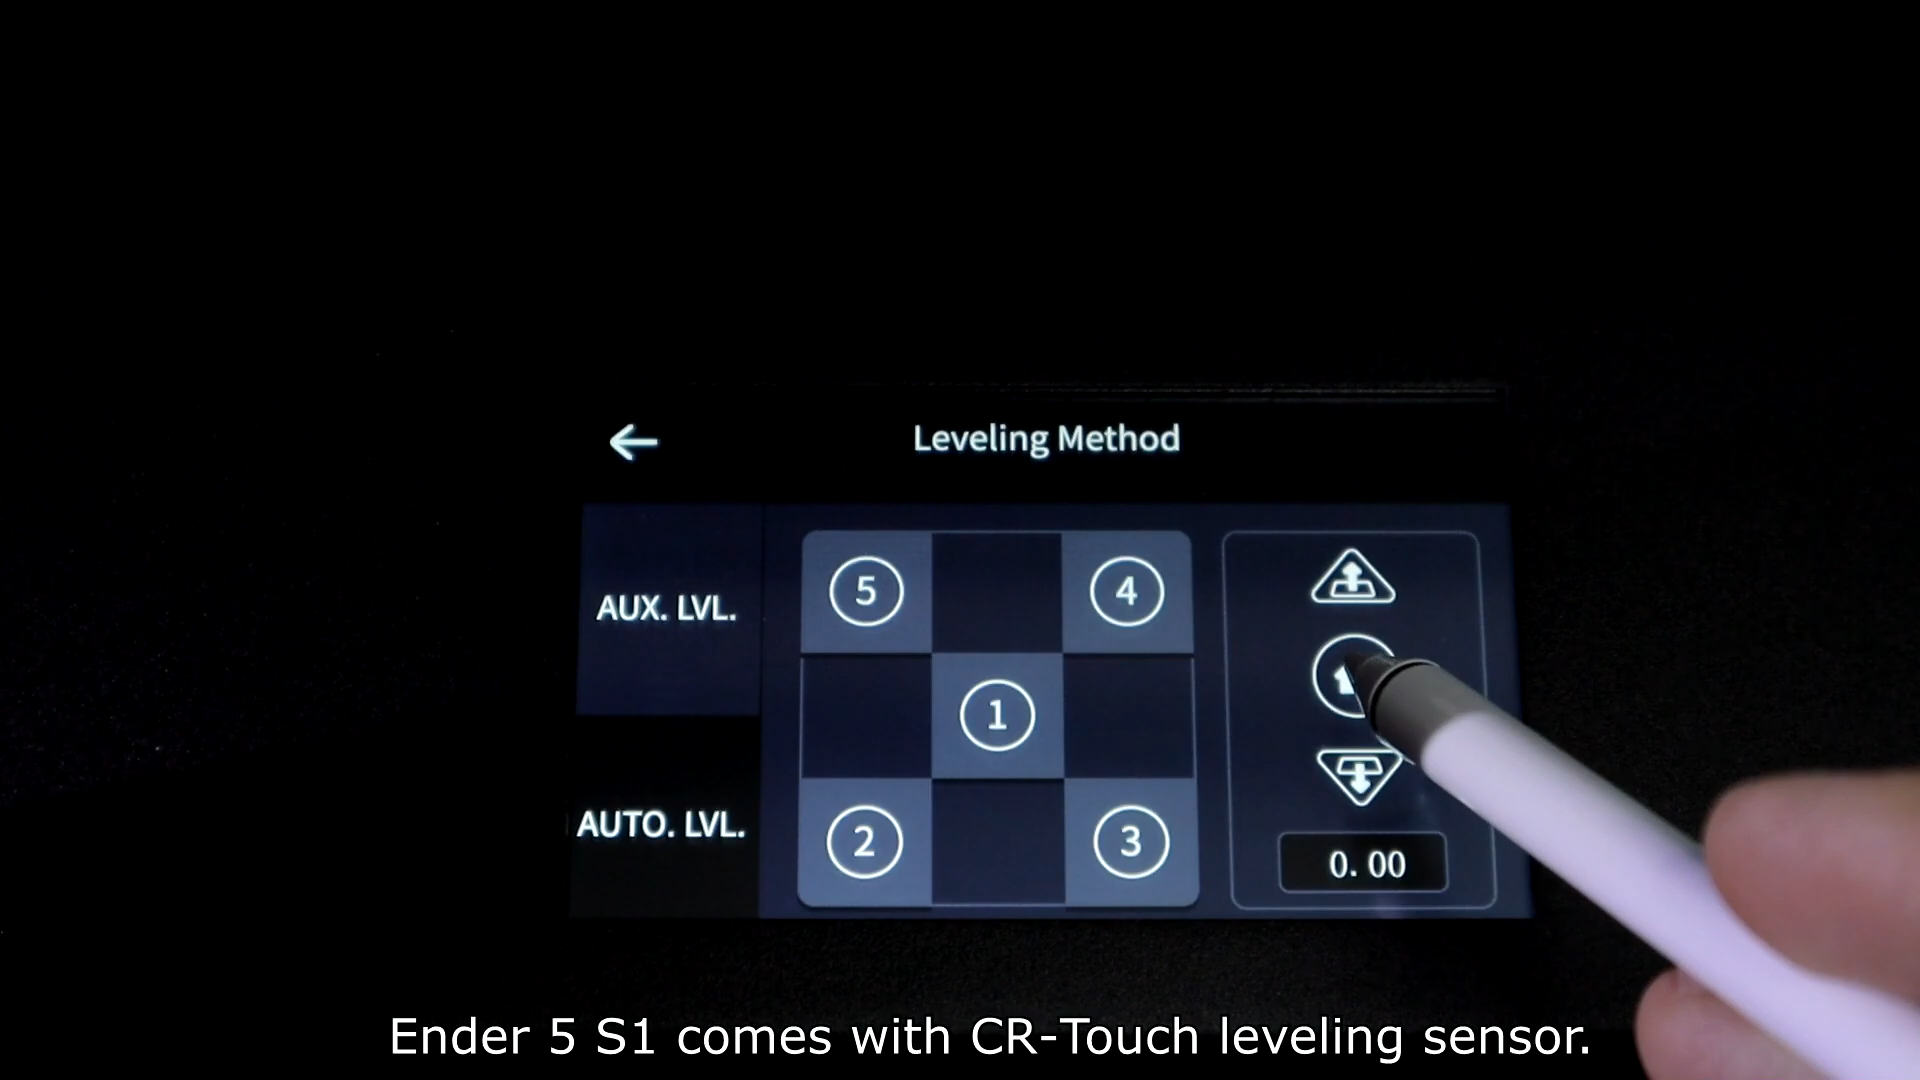 Leveling Method
AUX. LVL.
5
4
1
AUTO. LVL.
2
3
0. 00
Ender 5 S1 comes with CR-Touch leveling sensor.